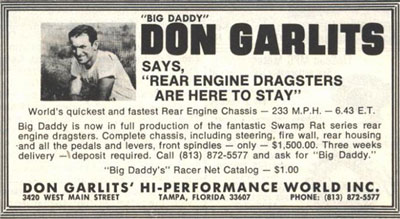 "BIG DADDY"
DON GARLITS
SAYS,
"REAR ENGINE DRAGSTERS
ARE HERE TO STAY"
World's quickest and fastest Rear Engine Chassis — 233 M.P.H. — 6.43 E.T.
Big Daddy is now in full production of the fantastic Swamp Rat series rear
engine dragsters. Complete chassis, including steering, fire wall, rear housing
and all the pedals and levers, front spindles — only — $1,500.00. Three weeks
delivery — ⅓ deposit required. Call (813) 872-5577 and ask for "Big Daddy."
"Big Daddy's" Racer Net Catalog — $1.00
DON GARLITS' HI-PERFORMANCE WORLD INC.
3420 WEST MAIN STREET TAMPA, FLORIDA 33607 PHONE: (813) 872-5577